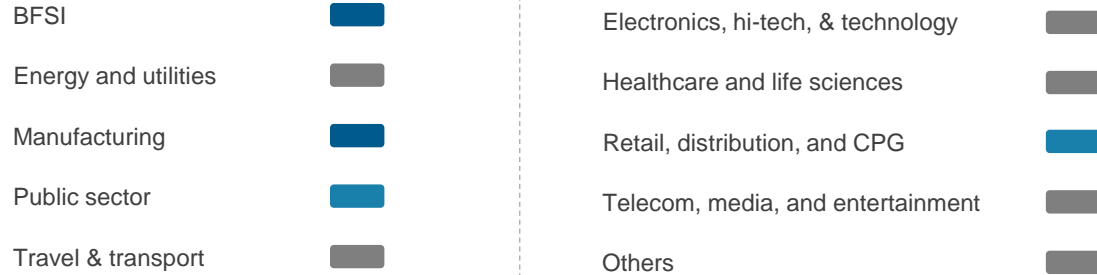 BFSI
Energy and utilities
Manufacturing
Public sector
Travel & transport
Electronics, hi-tech, & technology
Healthcare and life sciences
Retail, distribution, and CPG
Telecom, media, and entertainment
Others